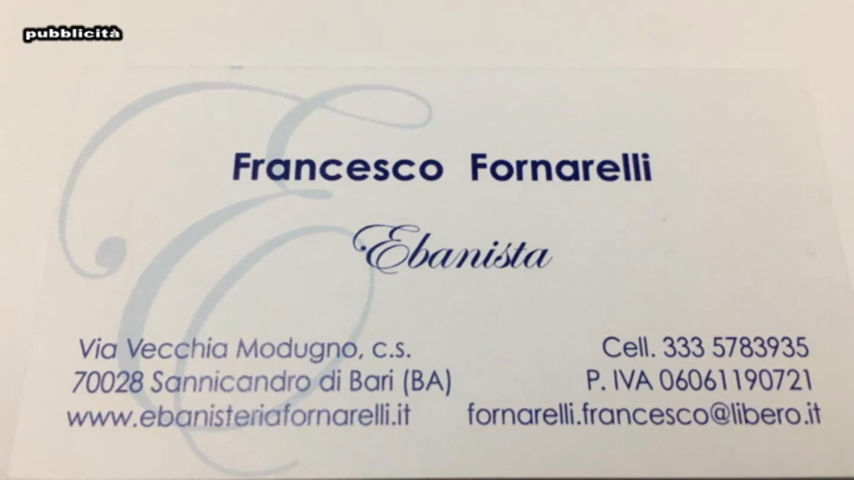 pubblicità
Francesco Fornarelli
Ebanista
Via Vecchia Modugno, c.s.
Cell. 333 5783935
70028 Sannicandro di Bari (BA)
P. IVA 06061190721
www.ebanisteriafornarelli.it
fornarelli.francesco@libero.it